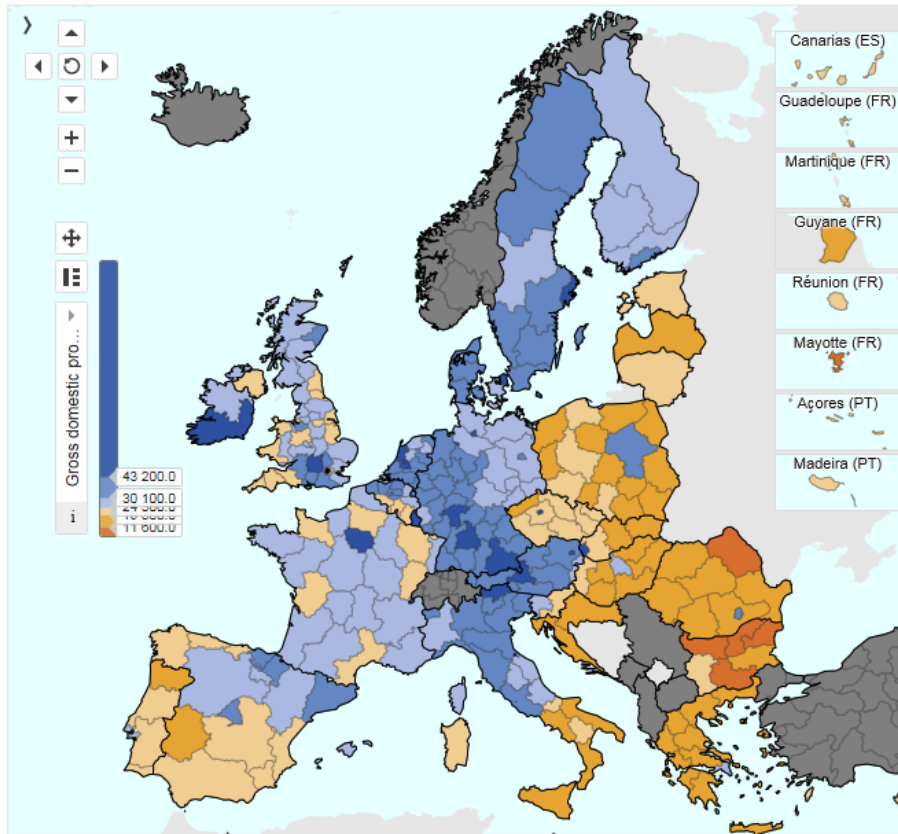 Canarias (ES)
Guadeloupe (FR)
Martinique (FR)
Guyane (FR)
Réunion (FR)
Mayotte (FR)
Açores (PT)
Madeira (PT)
Gross domestic pro...
i
43 200.0
30 100.0
11 600.0